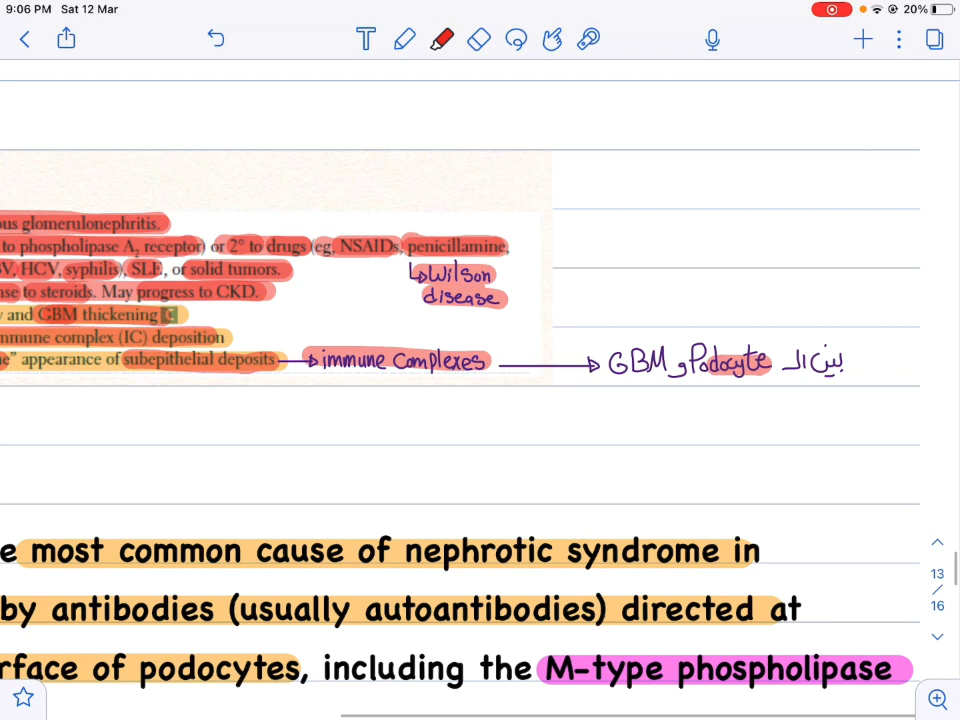 9:06 PM Sat 12 Mar
20%
ous glomerulonephritis.
to phospholipase A₂ receptor) or 2° to drugs (eg, NSAIDs, penicillamine,
BV, HCV, syphilis), SLE, or solid tumors.
Wilson
nse to steroids. May progress to CKD.
disease
y and GBM thickening C
mmune complex (IC) deposition
ne” appearance of subepithelial deposits → immune complexes → بين الـ Podocyte و GBM
e most common cause of nephrotic syndrome in
by antibodies (usually autoantibodies) directed at
rface of podocytes, including the M-type phospholipase
13
/
16